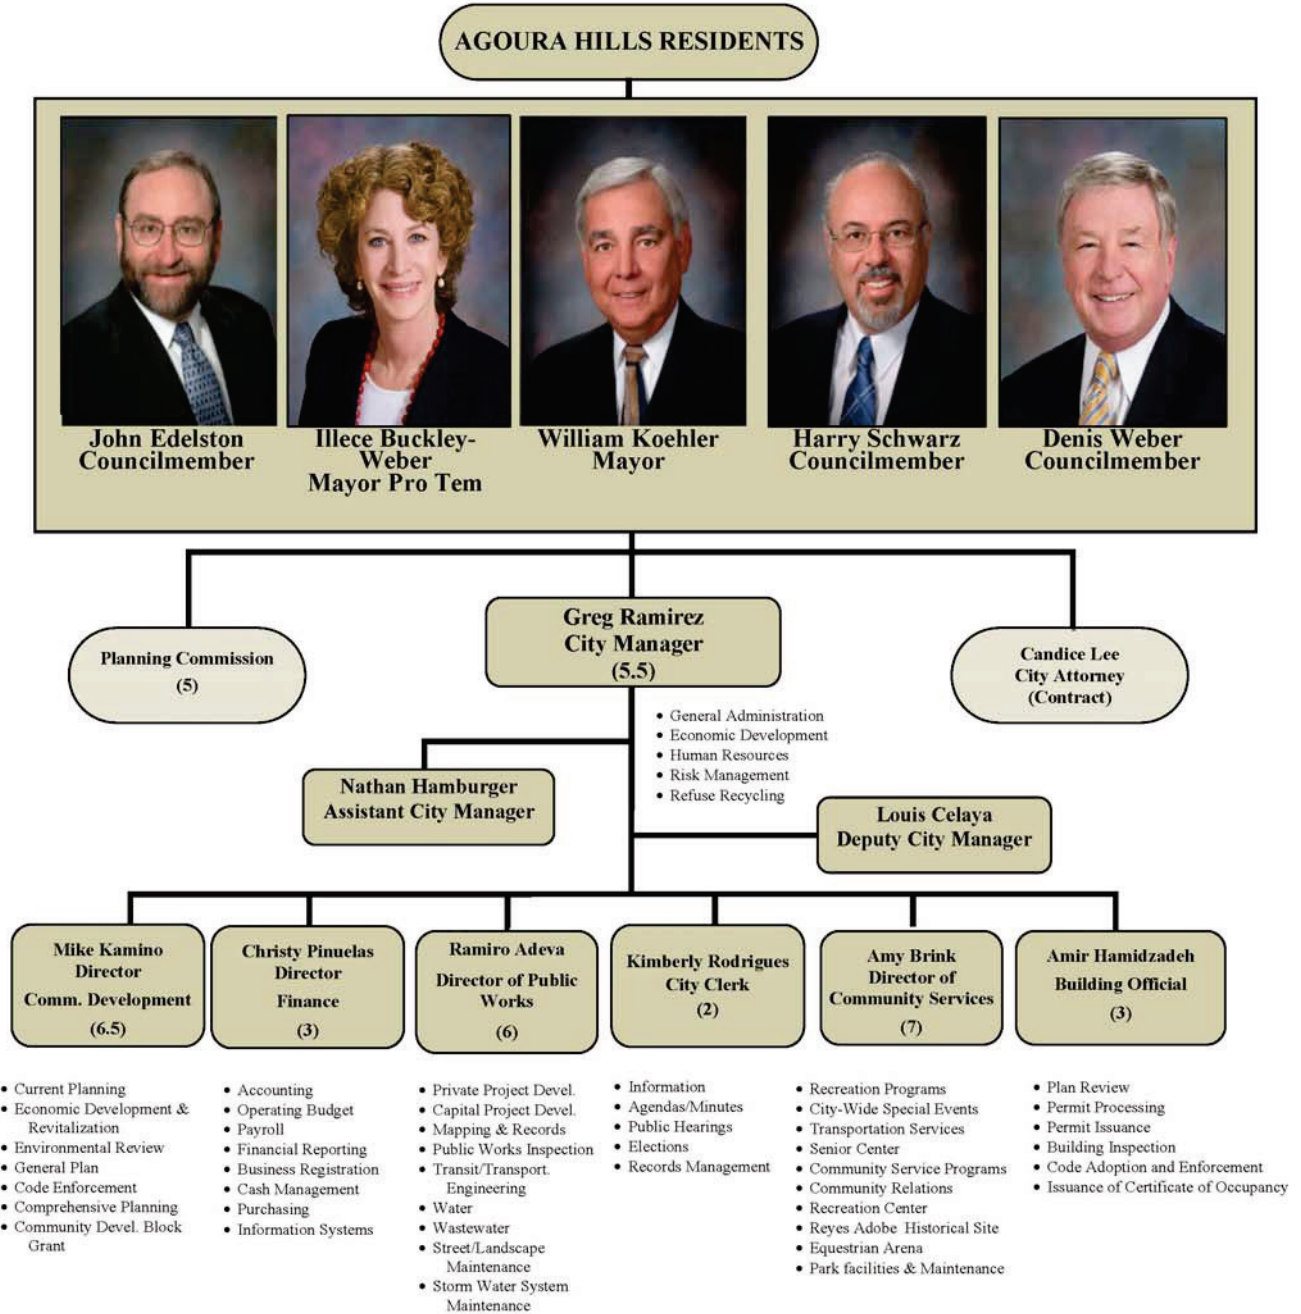 AGOURA HILLS RESIDENTS
John Edelston
Councilmember
Illece Buckley-
Weber
Mayor Pro Tem
William Koehler
Mayor
Harry Schwarz
Councilmember
Denis Weber
Councilmember
Planning Commission
(5)
Greg Ramirez
City Manager
(5.5)
Candice Lee
City Attorney
(Contract)
• General Administration
• Economic Development
• Human Resources
• Risk Management
• Refuse Recycling
Nathan Hamburger
Assistant City Manager
Louis Celaya
Deputy City Manager
Mike Kamino
Director
Comm. Development
(6.5)
Christy Pinuelas
Director
Finance
(3)
Ramiro Adeva
Director of Public
Works
(6)
Kimberly Rodrigues
City Clerk
(2)
Amy Brink
Director of
Community Services
(7)
Amir Hamidzadeh
Building Official
(3)
• Current Planning
• Economic Development &
Revitalization
• Environmental Review
• General Plan
• Code Enforcement
• Comprehensive Planning
• Community Devel. Block
Grant
• Accounting
• Operating Budget
• Payroll
• Financial Reporting
• Business Registration
• Cash Management
• Purchasing
• Information Systems
• Private Project Devel.
• Capital Project Devel.
• Mapping & Records
• Public Works Inspection
• Transit/Transport.
Engineering
• Water
• Wastewater
• Street/Landscape
Maintenance
• Storm Water System
Maintenance
• Information
• Agendas/Minutes
• Public Hearings
• Elections
• Records Management
• Recreation Programs
• City-Wide Special Events
• Transportation Services
• Senior Center
• Community Service Programs
• Community Relations
• Recreation Center
• Reyes Adobe Historical Site
• Equestrian Arena
• Park facilities & Maintenance
• Plan Review
• Permit Processing
• Permit Issuance
• Building Inspection
• Code Adoption and Enforcement
• Issuance of Certificate of Occupancy